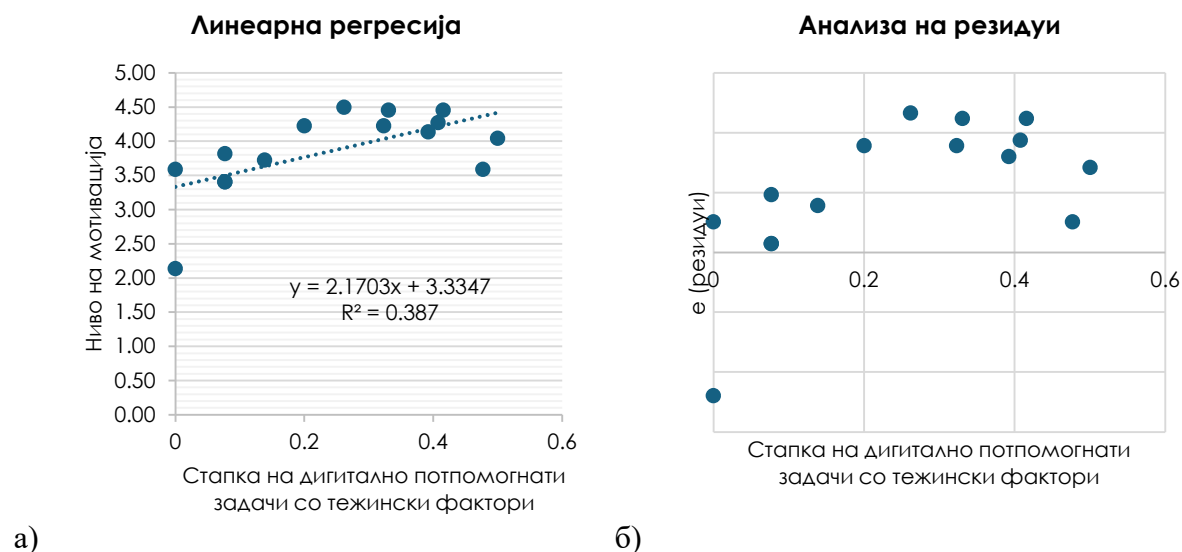 Линеарна регресија
5.00
4.50
4.00
3.50
3.00
2.50
2.00
1.50
1.00
0.50
0.00
Ниво на мотивација
y = 2.1703x + 3.3347
R² = 0.387
0 0.2 0.4 0.6
Стапка на дигитално потпомогнати
задачи со тежински фактори
а)
Анализа на резидуи
е (резидуи)
0 0.2 0.4 0.6
Стапка на дигитално потпомогнати
задачи со тежински фактори
б)